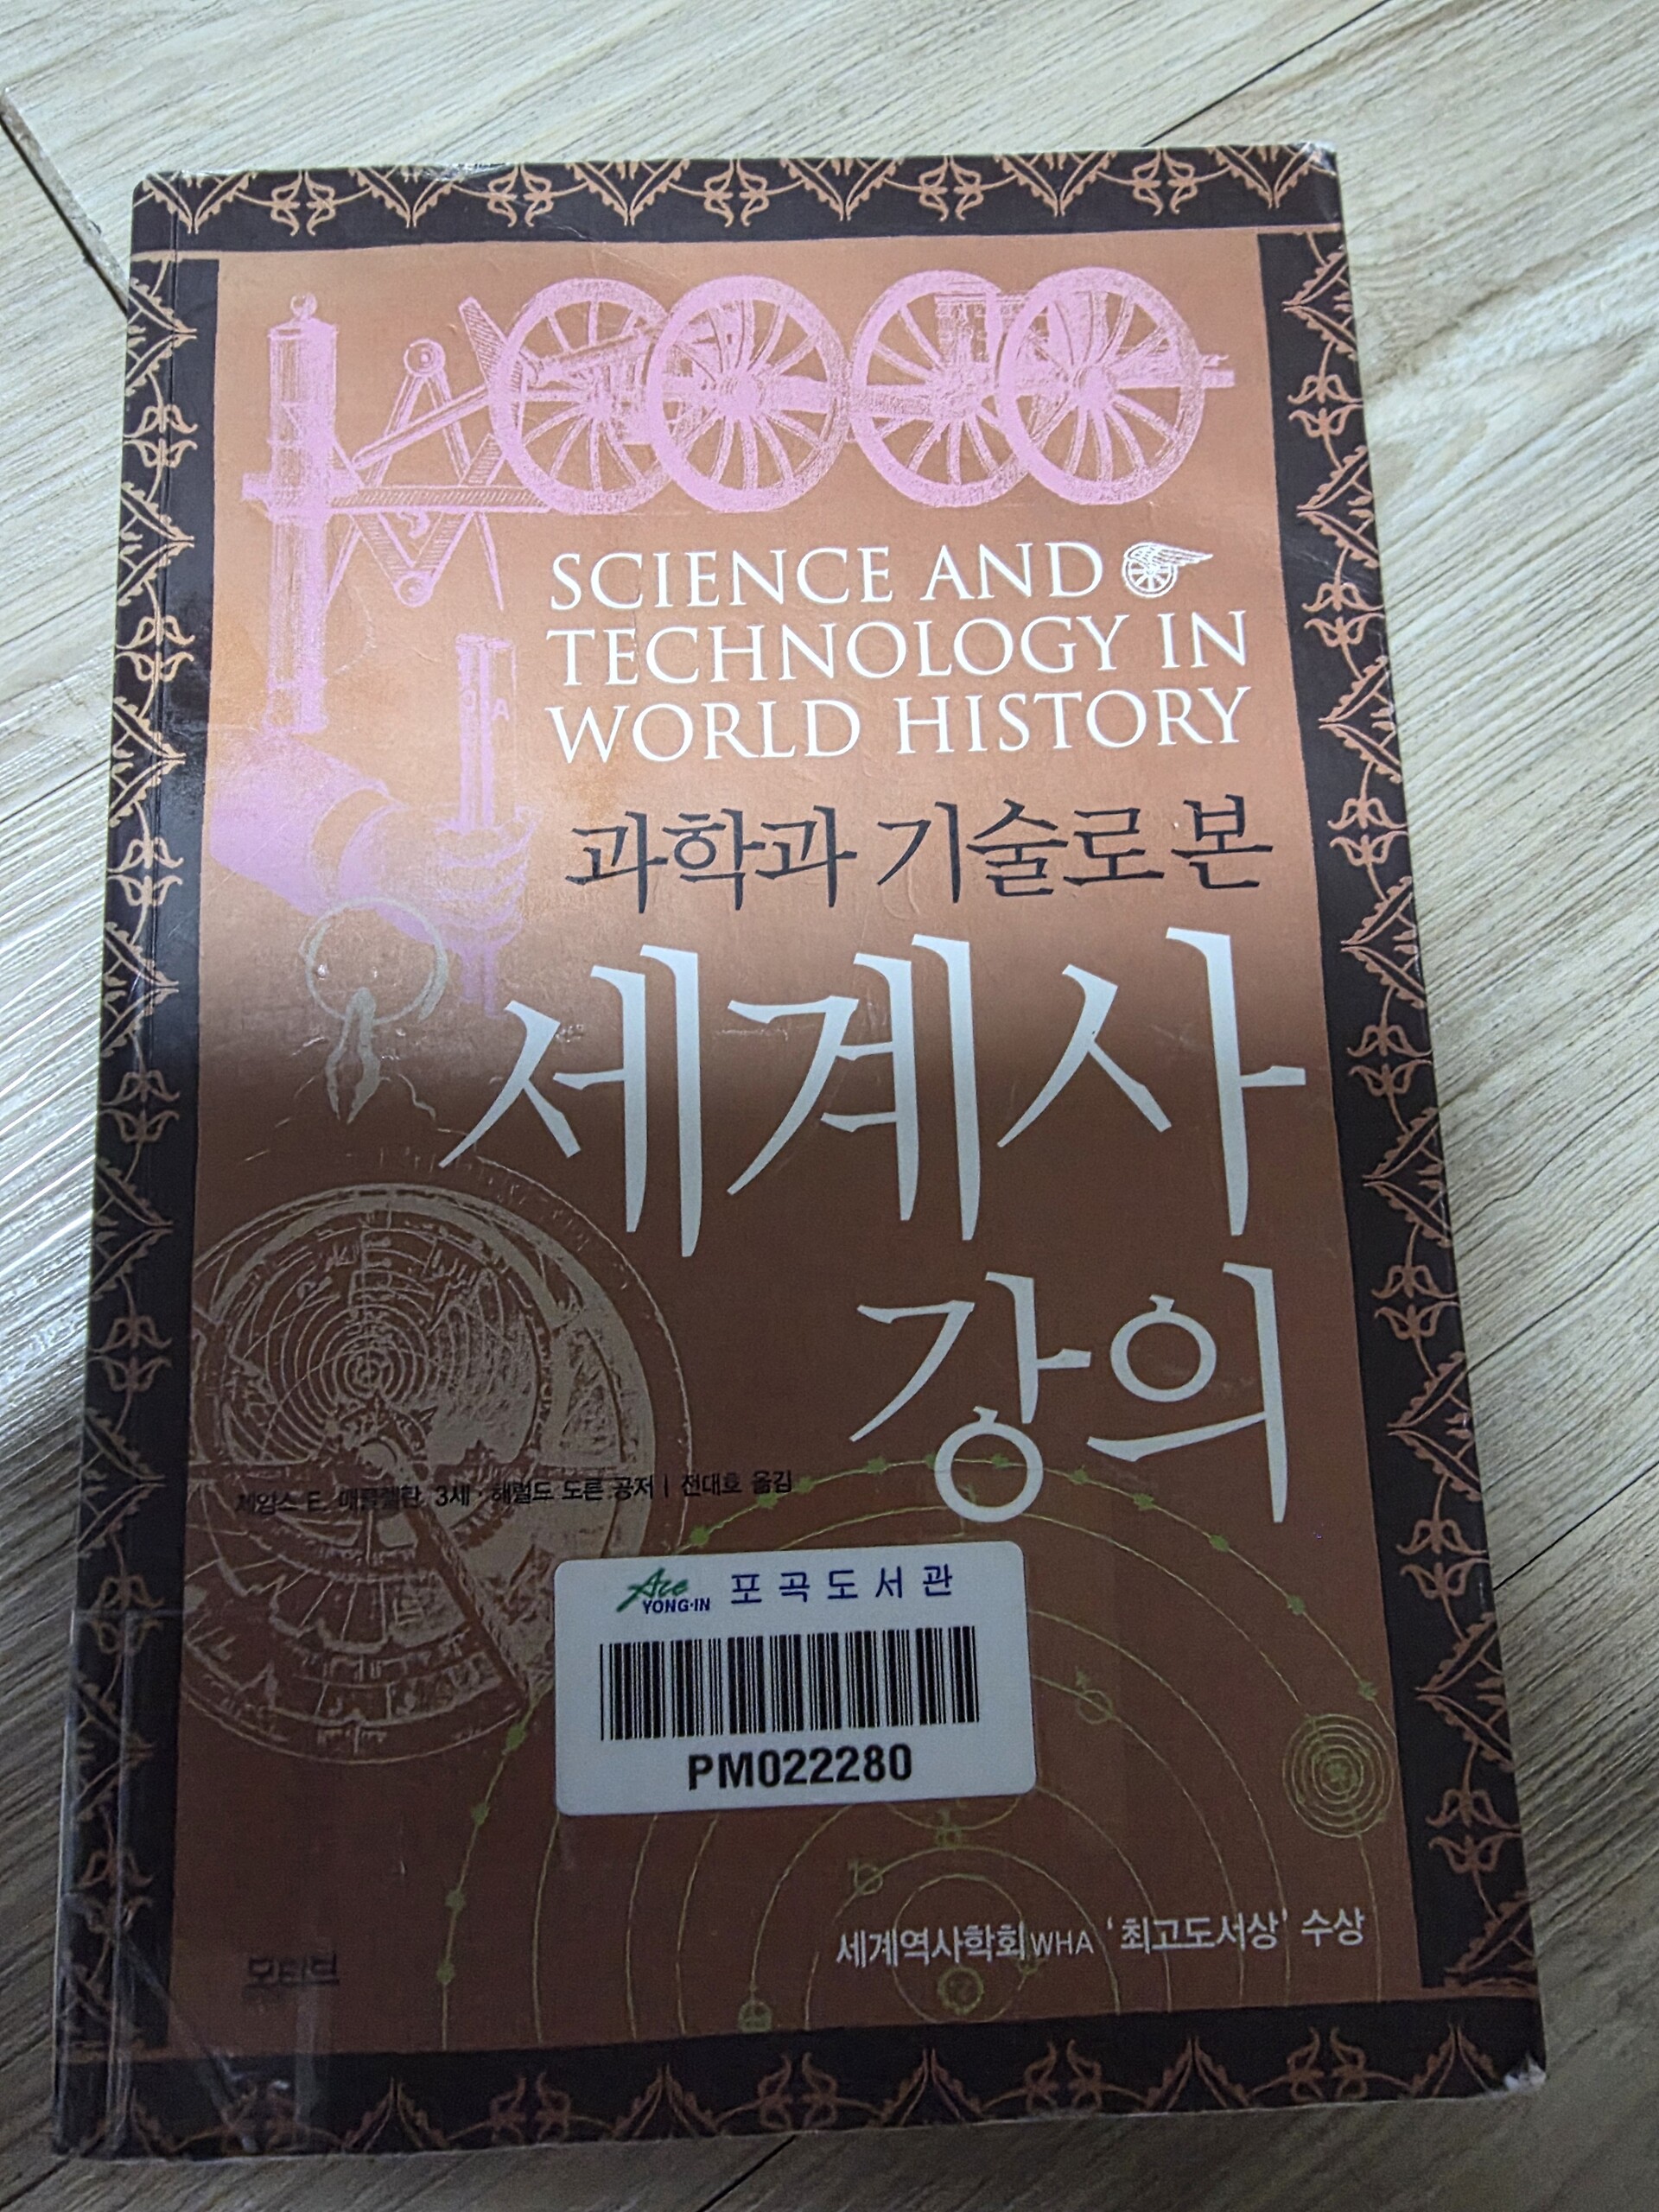 SCIENCE AND
TECHNOLOGY IN
WORLD HISTORY
과학과 기술로 본
세계사
강의
제임스 E. 매클렐란 3세 · 해럴드 도른 공저 | 전대호 옮김
Ace
YONG·IN
포곡도서관
PM022280
세계역사학회WHA '최고도서상' 수상
모티브